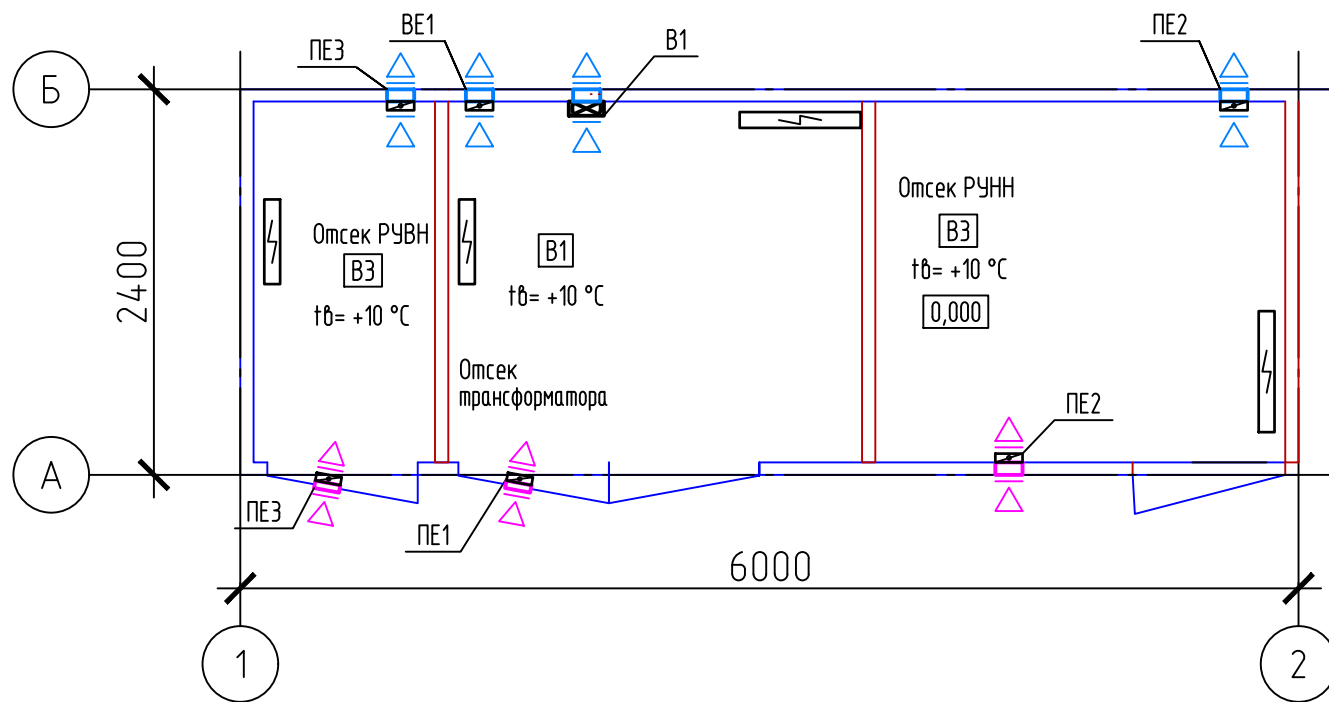 ВЕ1
ПЕ3
В1
ПЕ2
Б
Отсек РУНН
В3
tв= +10 °С
0,000
Отсек РУВН
В3
tв= +10 °С
В1
tв= +10 °С
2400
Отсек
трансформатора
ПЕ2
А
ПЕ3
ПЕ1
6000
1
2